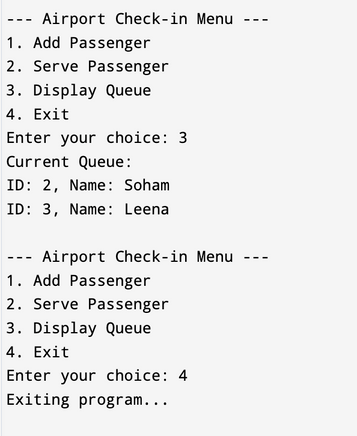 --- Airport Check-in Menu ---
1. Add Passenger
2. Serve Passenger
3. Display Queue
4. Exit
Enter your choice: 3
Current Queue:
ID: 2, Name: Soham
ID: 3, Name: Leena

--- Airport Check-in Menu ---
1. Add Passenger
2. Serve Passenger
3. Display Queue
4. Exit
Enter your choice: 4
Exiting program...